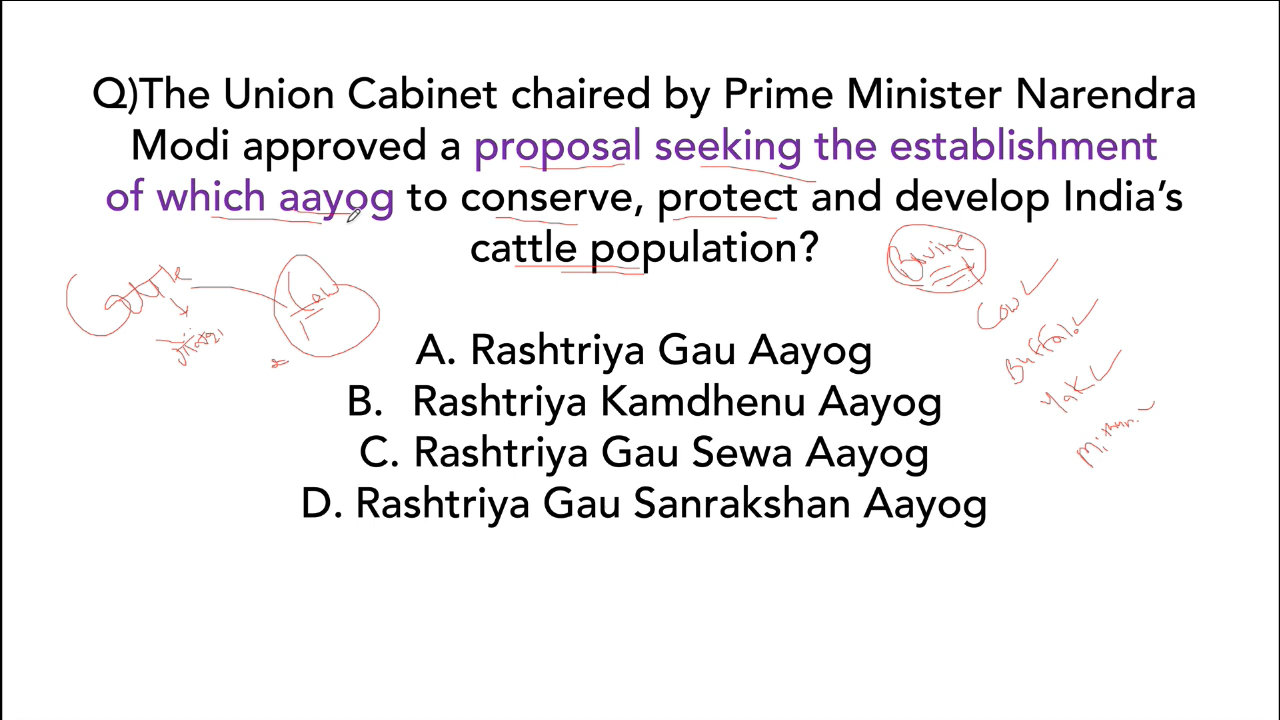 Q)The Union Cabinet chaired by Prime Minister Narendra
Modi approved a proposal seeking the establishment
of which aayog to conserve, protect and develop India's
cattle population?
Bovine
Cattle
Cow
Cow
Buffalo
Yak
Mithun
A. Rashtriya Gau Aayog
B. Rashtriya Kamdhenu Aayog
C. Rashtriya Gau Sewa Aayog
D. Rashtriya Gau Sanrakshan Aayog